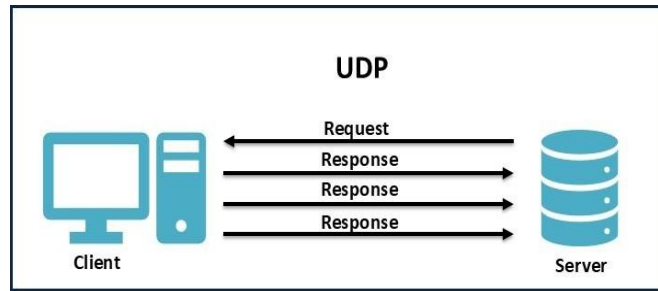 UDP
Request
Response
Response
Response
Client
Server